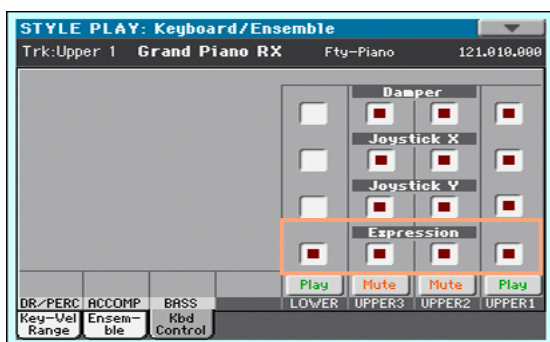 STYLE PLAY: Keyboard/Ensemble
Trk:Upper 1 Grand Piano RX Fty-Piano 121.010.000
Damper
Joystick X
Joystick Y
Expression
Play Mute Mute Play
DR/PERC ACCOMP BASS LOWER UPPER3 UPPER2 UPPER1
Key-Vel Range Ensem-ble Kbd Control